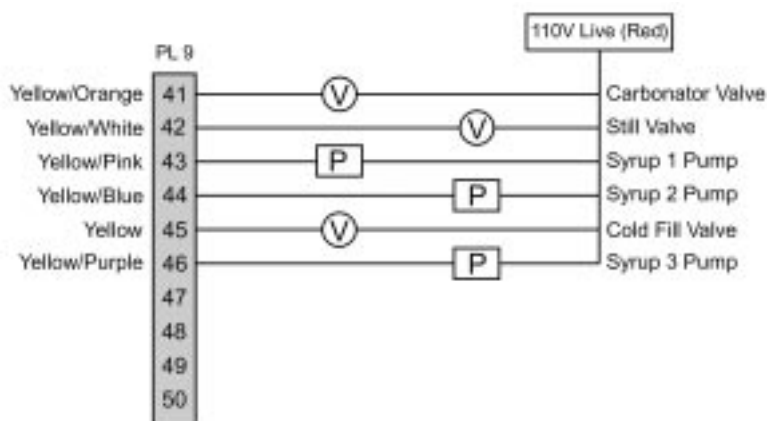 110V Live (Red)
PL 9
Yellow/Orange 41 V Carbonator Valve
Yellow/White 42 V Still Valve
Yellow/Pink 43 P Syrup 1 Pump
Yellow/Blue 44 P Syrup 2 Pump
Yellow 45 V Cold Fill Valve
Yellow/Purple 46 P Syrup 3 Pump
47
48
49
50